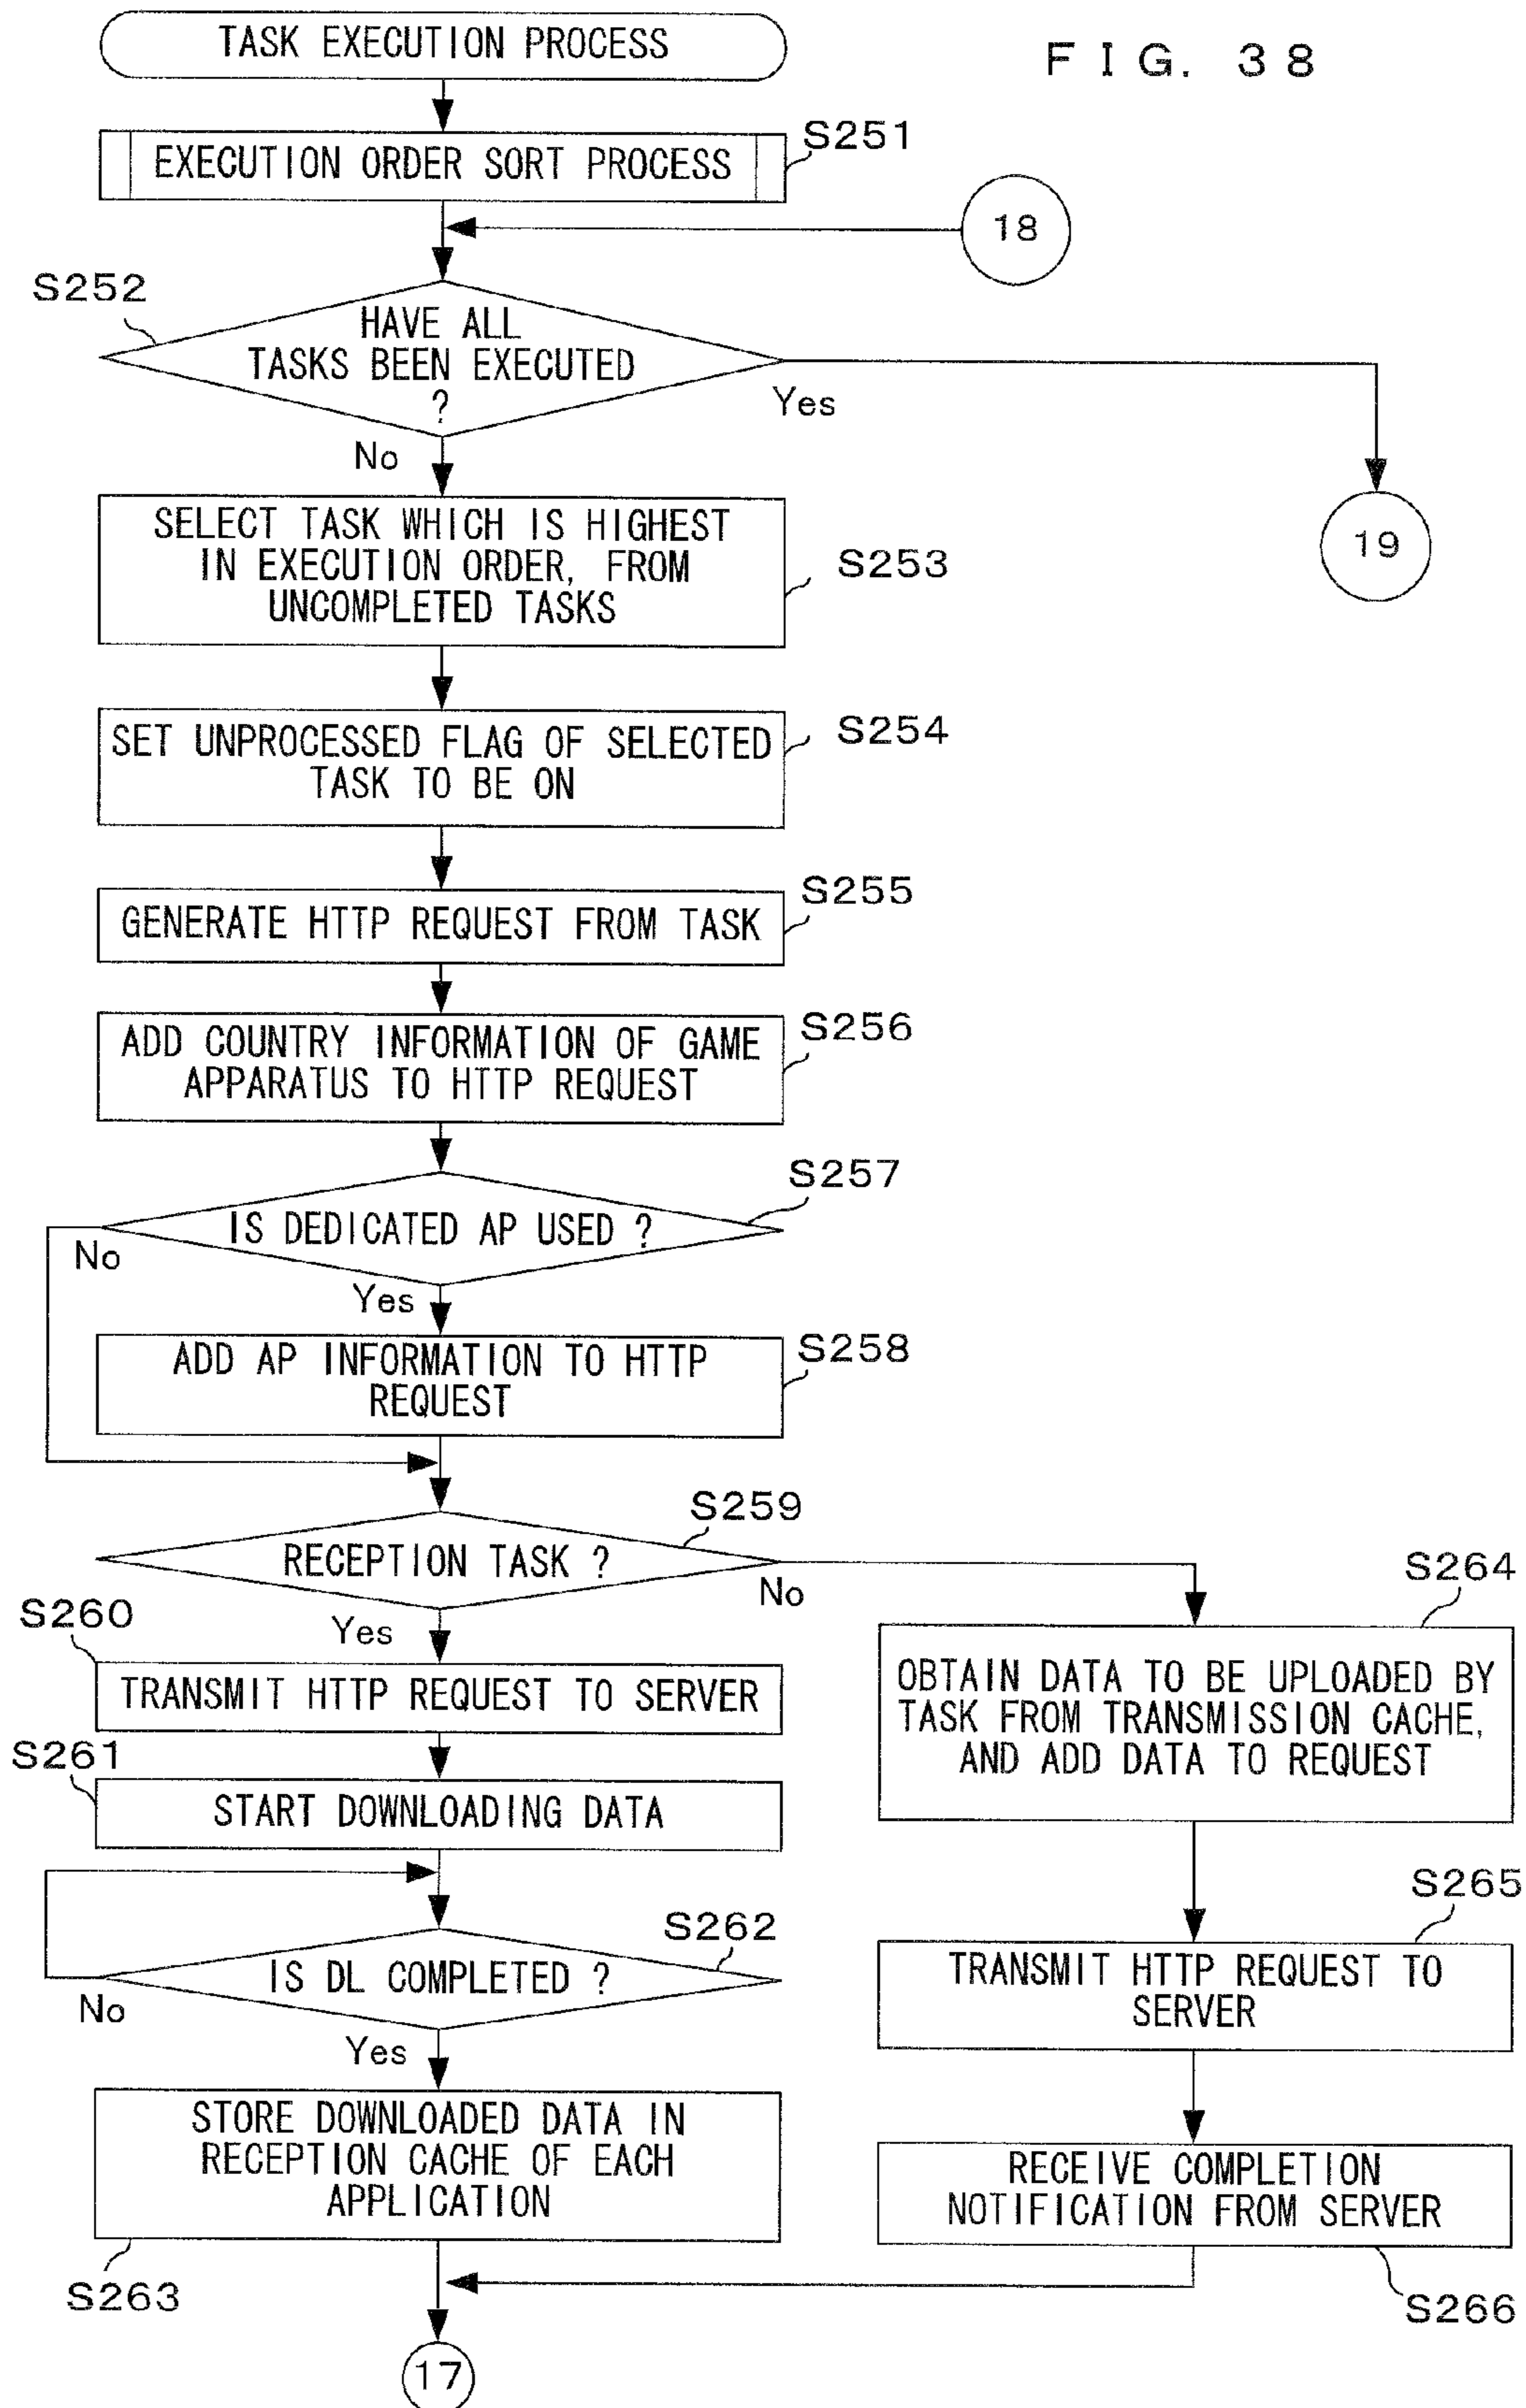 TASK EXECUTION PROCESS
FIG. 38
EXECUTION ORDER SORT PROCESS
S251
18
S252
HAVE ALL
TASKS BEEN EXECUTED
?
Yes
No
19
SELECT TASK WHICH IS HIGHEST
IN EXECUTION ORDER, FROM
UNCOMPLETED TASKS
S253
SET UNPROCESSED FLAG OF SELECTED
TASK TO BE ON
S254
GENERATE HTTP REQUEST FROM TASK
S255
ADD COUNTRY INFORMATION OF GAME
APPARATUS TO HTTP REQUEST
S256
S257
IS DEDICATED AP USED ?
No
Yes
ADD AP INFORMATION TO HTTP
REQUEST
S258
S259
RECEPTION TASK ?
No
Yes
S260
TRANSMIT HTTP REQUEST TO SERVER
S261
START DOWNLOADING DATA
S262
IS DL COMPLETED ?
No
Yes
STORE DOWNLOADED DATA IN
RECEPTION CACHE OF EACH
APPLICATION
S263
S264
OBTAIN DATA TO BE UPLOADED BY
TASK FROM TRANSMISSION CACHE,
AND ADD DATA TO REQUEST
S265
TRANSMIT HTTP REQUEST TO
SERVER
RECEIVE COMPLETION
NOTIFICATION FROM SERVER
S266
17